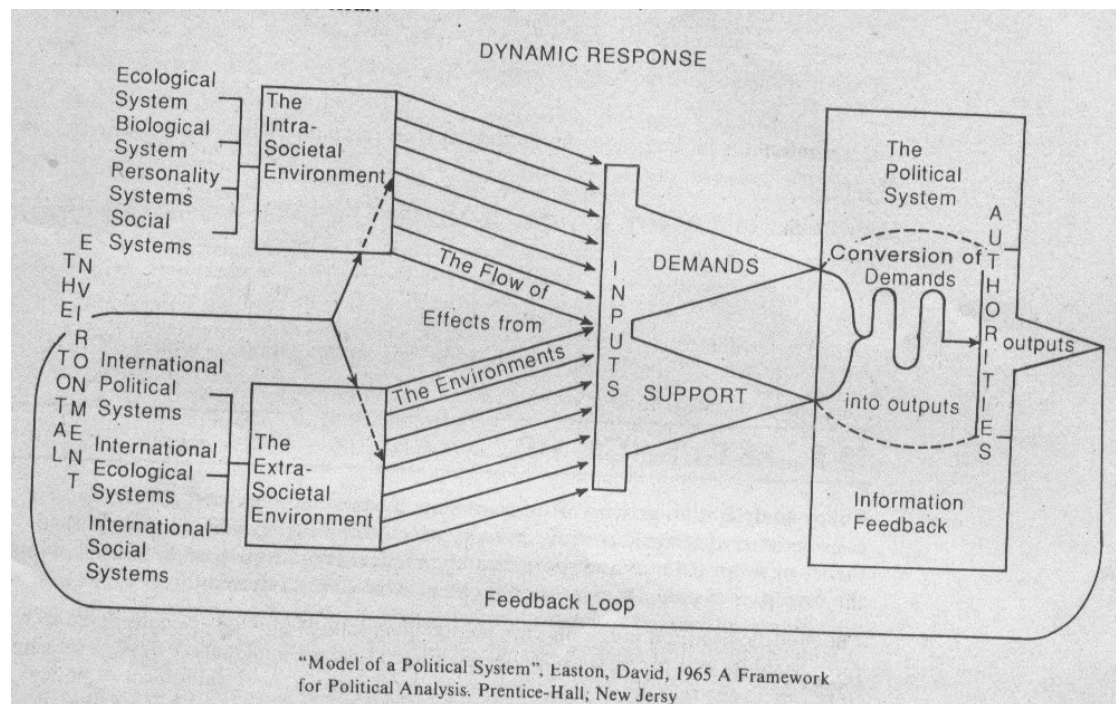 DYNAMIC RESPONSE
Ecological
System
Biological
System
Rersonality
Systems
Social
Systems
The
Intra-
Societal
Environment
THE TOTAL
ENVIRONMENT
International
Political
Systems
International
Ecological
Systems
International
Social
Systems
The
Extra-
Societal
Environment
The Flow of
Effects from
The Environments
INPUTS
DEMANDS
SUPPORT
The
Political
System
Conversion of
Demands
into outputs
AUTHORITIES
outputs
Information
Feedback
Feedback Loop
"Model of a Political System", Easton, David, 1965 A Framework
for Political Analysis. Prentice-Hall, New Jersy